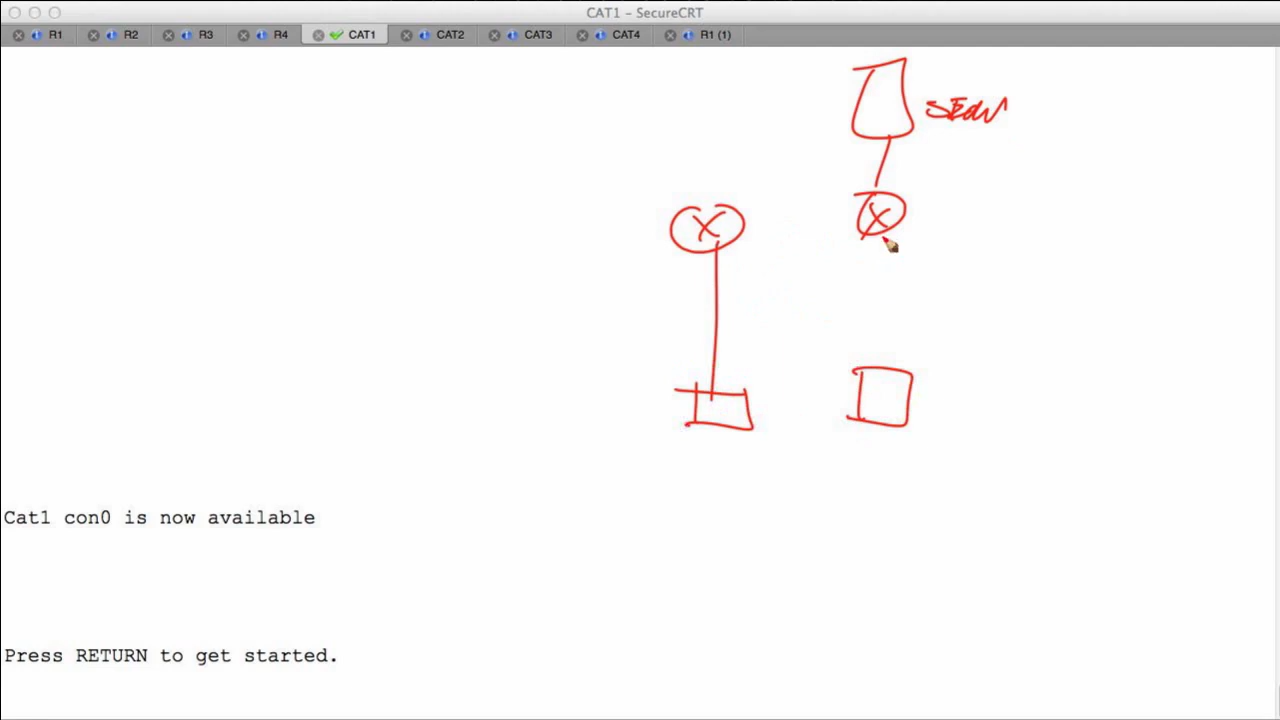 CAT1 – SecureCRT
R1 R2 R3 R4 CAT1 CAT2 CAT3 CAT4 R1 (1)
X
X
Cat1 con0 is now available
Press RETURN to get started.